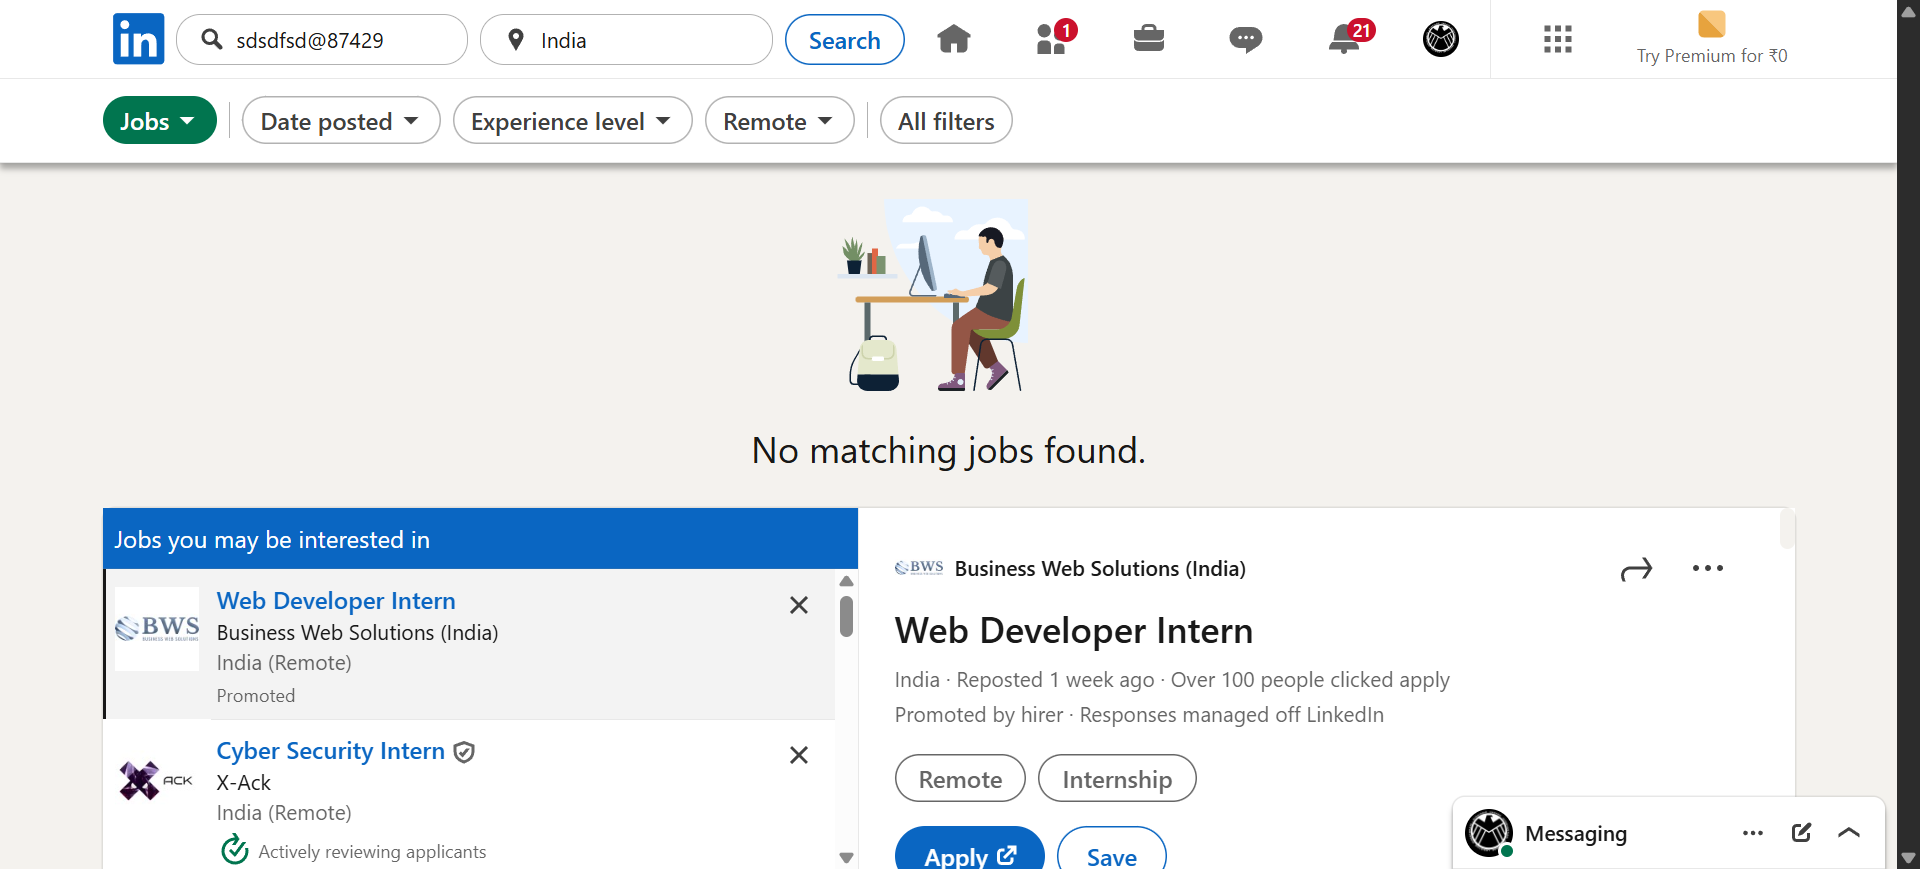 in
sdsdfsd@87429
India
Search
1
21
Try Premium for ₹0
Jobs
Date posted
Experience level
Remote
All filters
No matching jobs found.
Jobs you may be interested in
BWS
Web Developer Intern
Business Web Solutions (India)
India (Remote)
Promoted
ACK
Cyber Security Intern
X-Ack
India (Remote)
Actively reviewing applicants
BWS
Business Web Solutions (India)
Web Developer Intern
India · Reposted 1 week ago · Over 100 people clicked apply
Promoted by hirer · Responses managed off LinkedIn
Remote
Internship
Apply
Save
Messaging